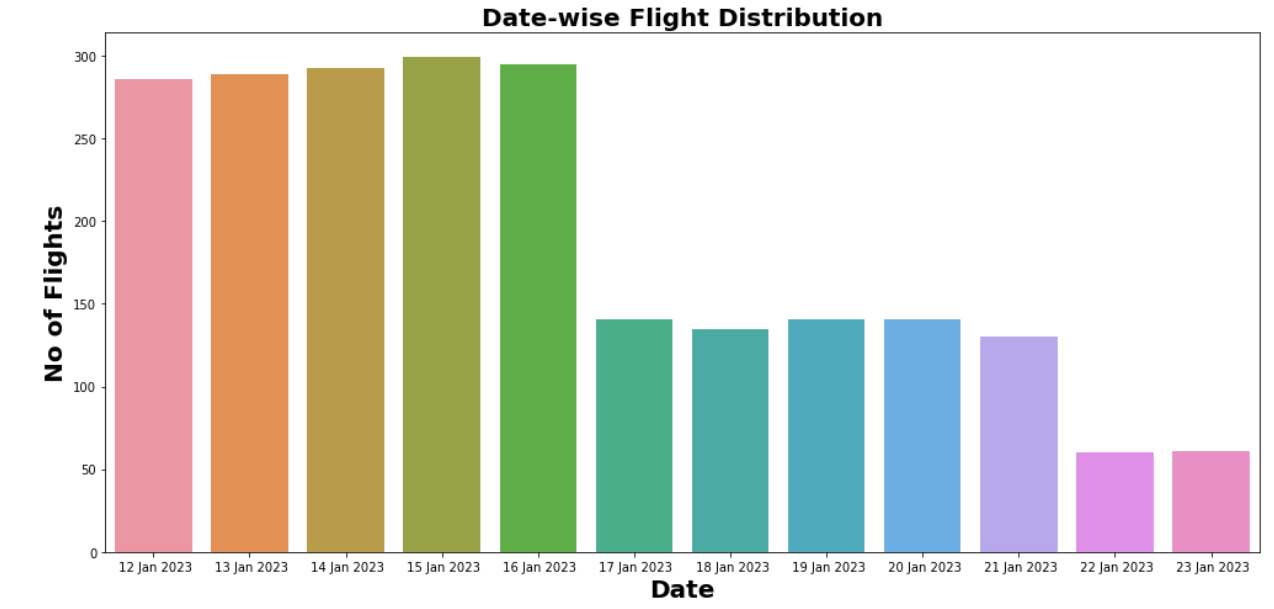 Date-wise Flight Distribution
No of Flights
300
250
200
150
100
50
0
12 Jan 2023 13 Jan 2023 14 Jan 2023 15 Jan 2023 16 Jan 2023 17 Jan 2023 18 Jan 2023 19 Jan 2023 20 Jan 2023 21 Jan 2023 22 Jan 2023 23 Jan 2023
Date